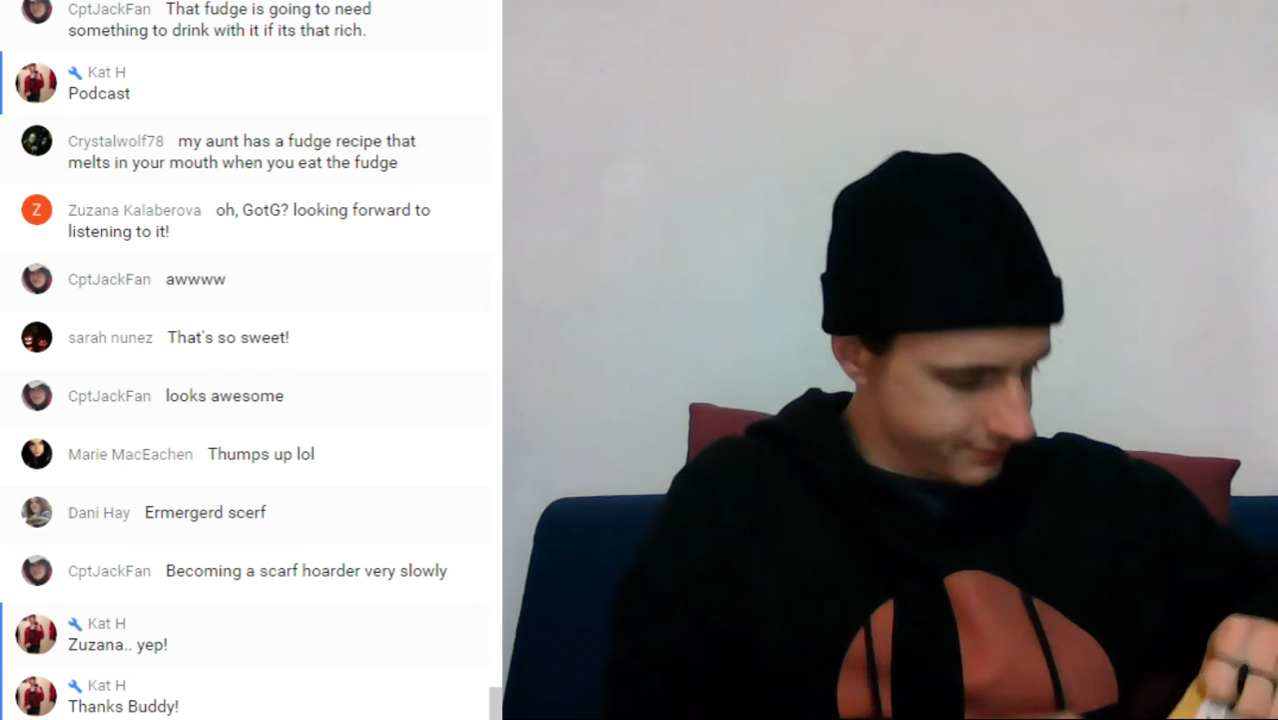 CptJackFan That fudge is going to need
something to drink with it if its that rich.
Kat H
Podcast
Crystalwolf78 my aunt has a fudge recipe that
melts in your mouth when you eat the fudge
Z
Zuzana Kalaberova oh, GotG? looking forward to
listening to it!
CptJackFan awwww
sarah nunez That's so sweet!
CptJackFan looks awesome
Marie MacEachen Thumps up lol
Dani Hay Ermergerd scerf
CptJackFan Becoming a scarf hoarder very slowly
Kat H
Zuzana.. yep!
Kat H
Thanks Buddy!